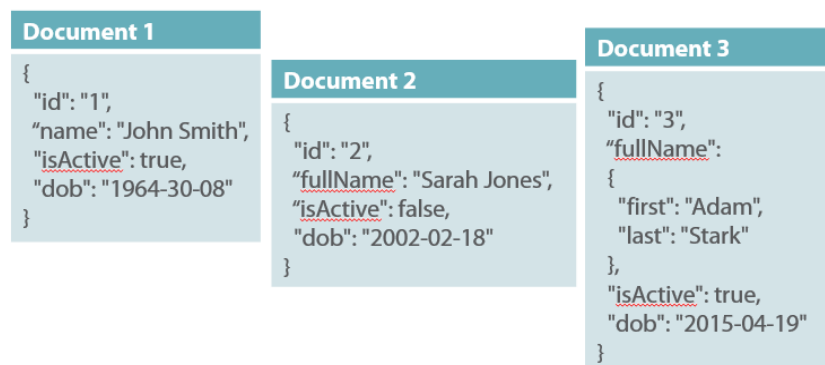 Document 1
{
"id": "1",
“name": "John Smith",
"isActive": true,
"dob": "1964-30-08"
}
Document 2
{
"id": "2",
“fullName": "Sarah Jones",
“isActive": false,
"dob": "2002-02-18"
}
Document 3
{
"id": "3",
“fullName":
{
"first": "Adam",
"last": "Stark"
},
"isActive": true,
"dob": "2015-04-19"
}